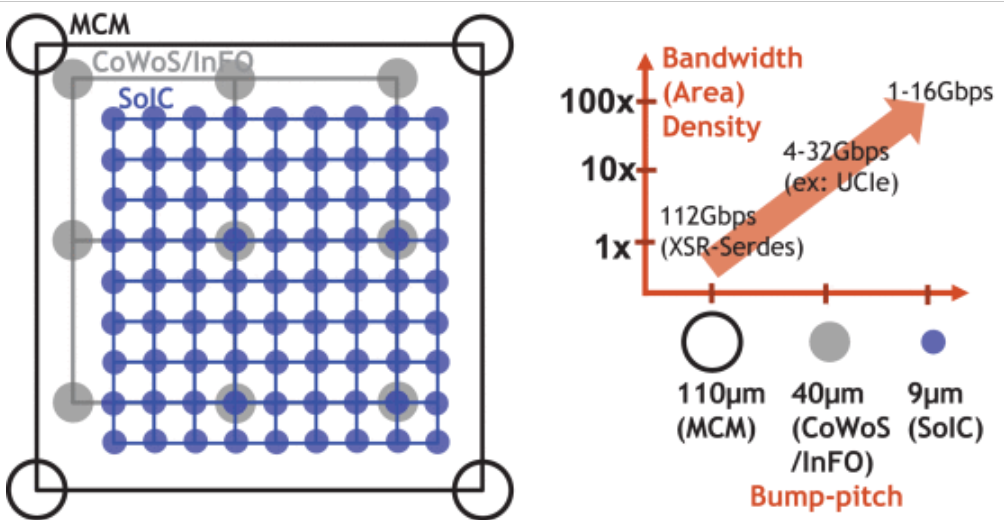 MCM
CoWoS/InFO
SoIC
Bandwidth
(Area)
Density
100x
10x
1x
1-16Gbps
4-32Gbps
(ex: UCIe)
112Gbps
(XSR-Serdes)
110µm
(MCM)
40µm
(CoWoS
/InFO)
9µm
(SoIC)
Bump-pitch